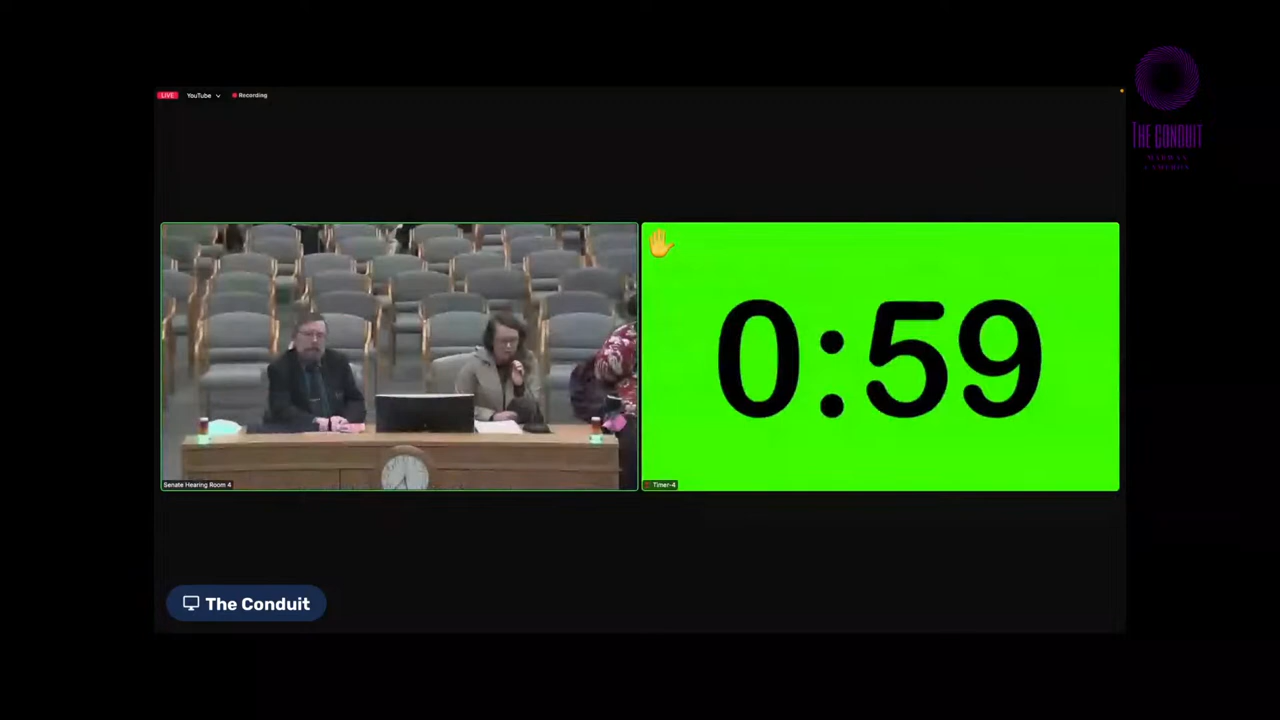 LIVE YouTube Recording
THE CONDUIT
0:59
Senate Hearing Room 4
Timer-4
The Conduit